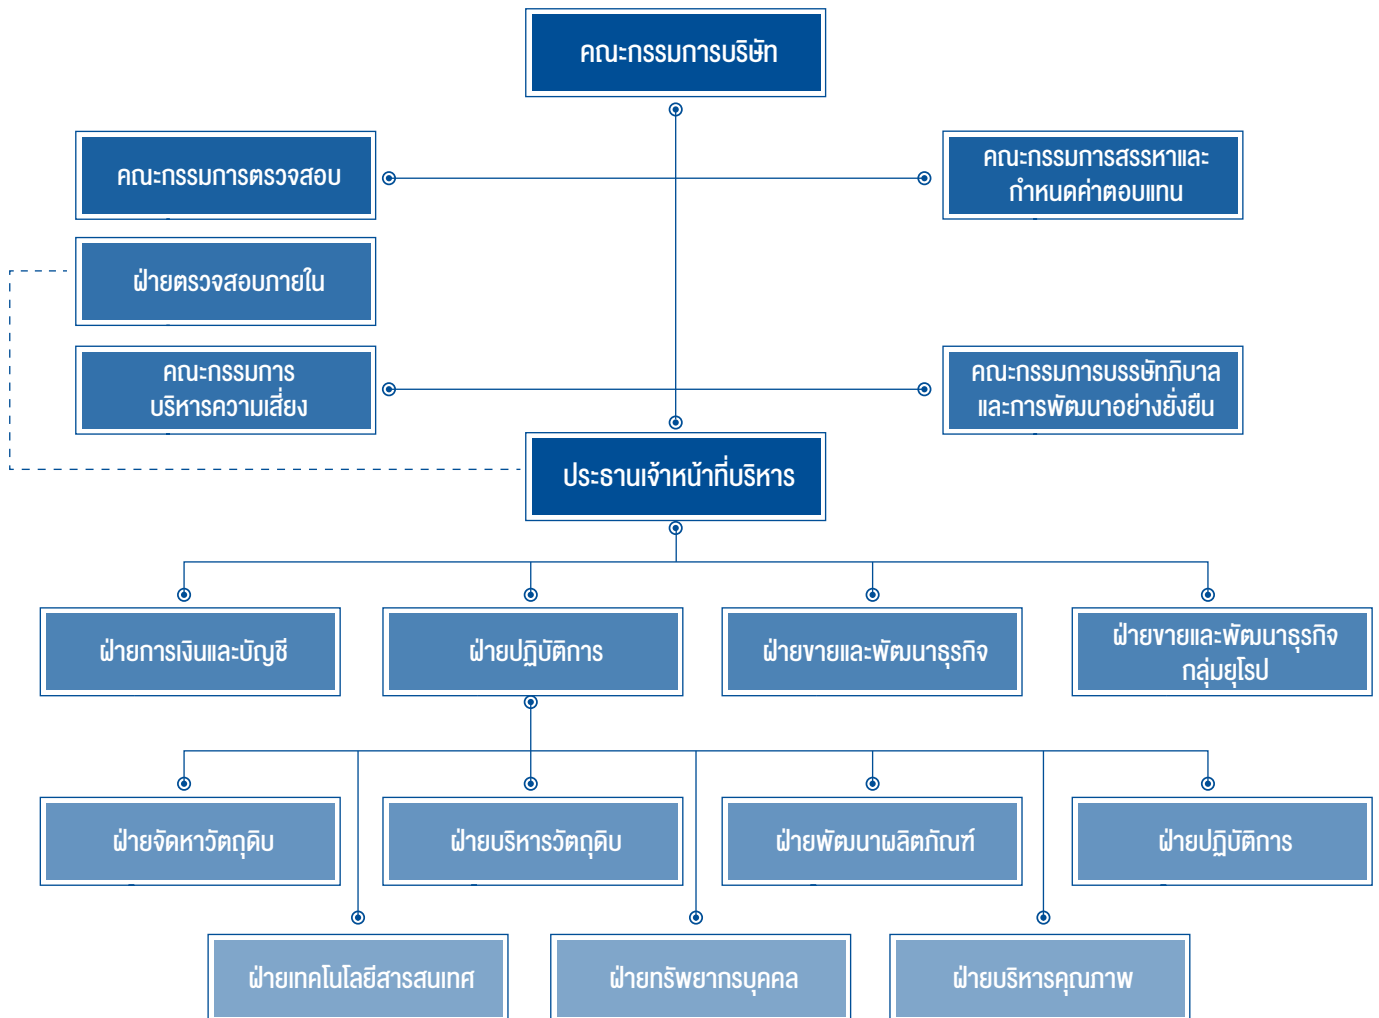 คณะกรรมการบริษัท
คณะกรรมการตรวจสอบ
คณะกรรมการสรรหาและ
กำหนดค่าตอบแทน
ฝ่ายตรวจสอบภายใน
คณะกรรมการ
บริหารความเสี่ยง
คณะกรรมการบรรษัทภิบาล
และการพัฒนาอย่างยั่งยืน
ประธานเจ้าหน้าที่บริหาร
ฝ่ายการเงินและบัญชี
ฝ่ายปฏิบัติการ
ฝ่ายขายและพัฒนาธุรกิจ
ฝ่ายขายและพัฒนาธุรกิจ
กลุ่มยุโรป
ฝ่ายจัดหาวัตถุดิบ
ฝ่ายบริหารวัตถุดิบ
ฝ่ายพัฒนาผลิตภัณฑ์
ฝ่ายปฏิบัติการ
ฝ่ายเทคโนโลยีสารสนเทศ
ฝ่ายทรัพยากรบุคคล
ฝ่ายบริหารคุณภาพ